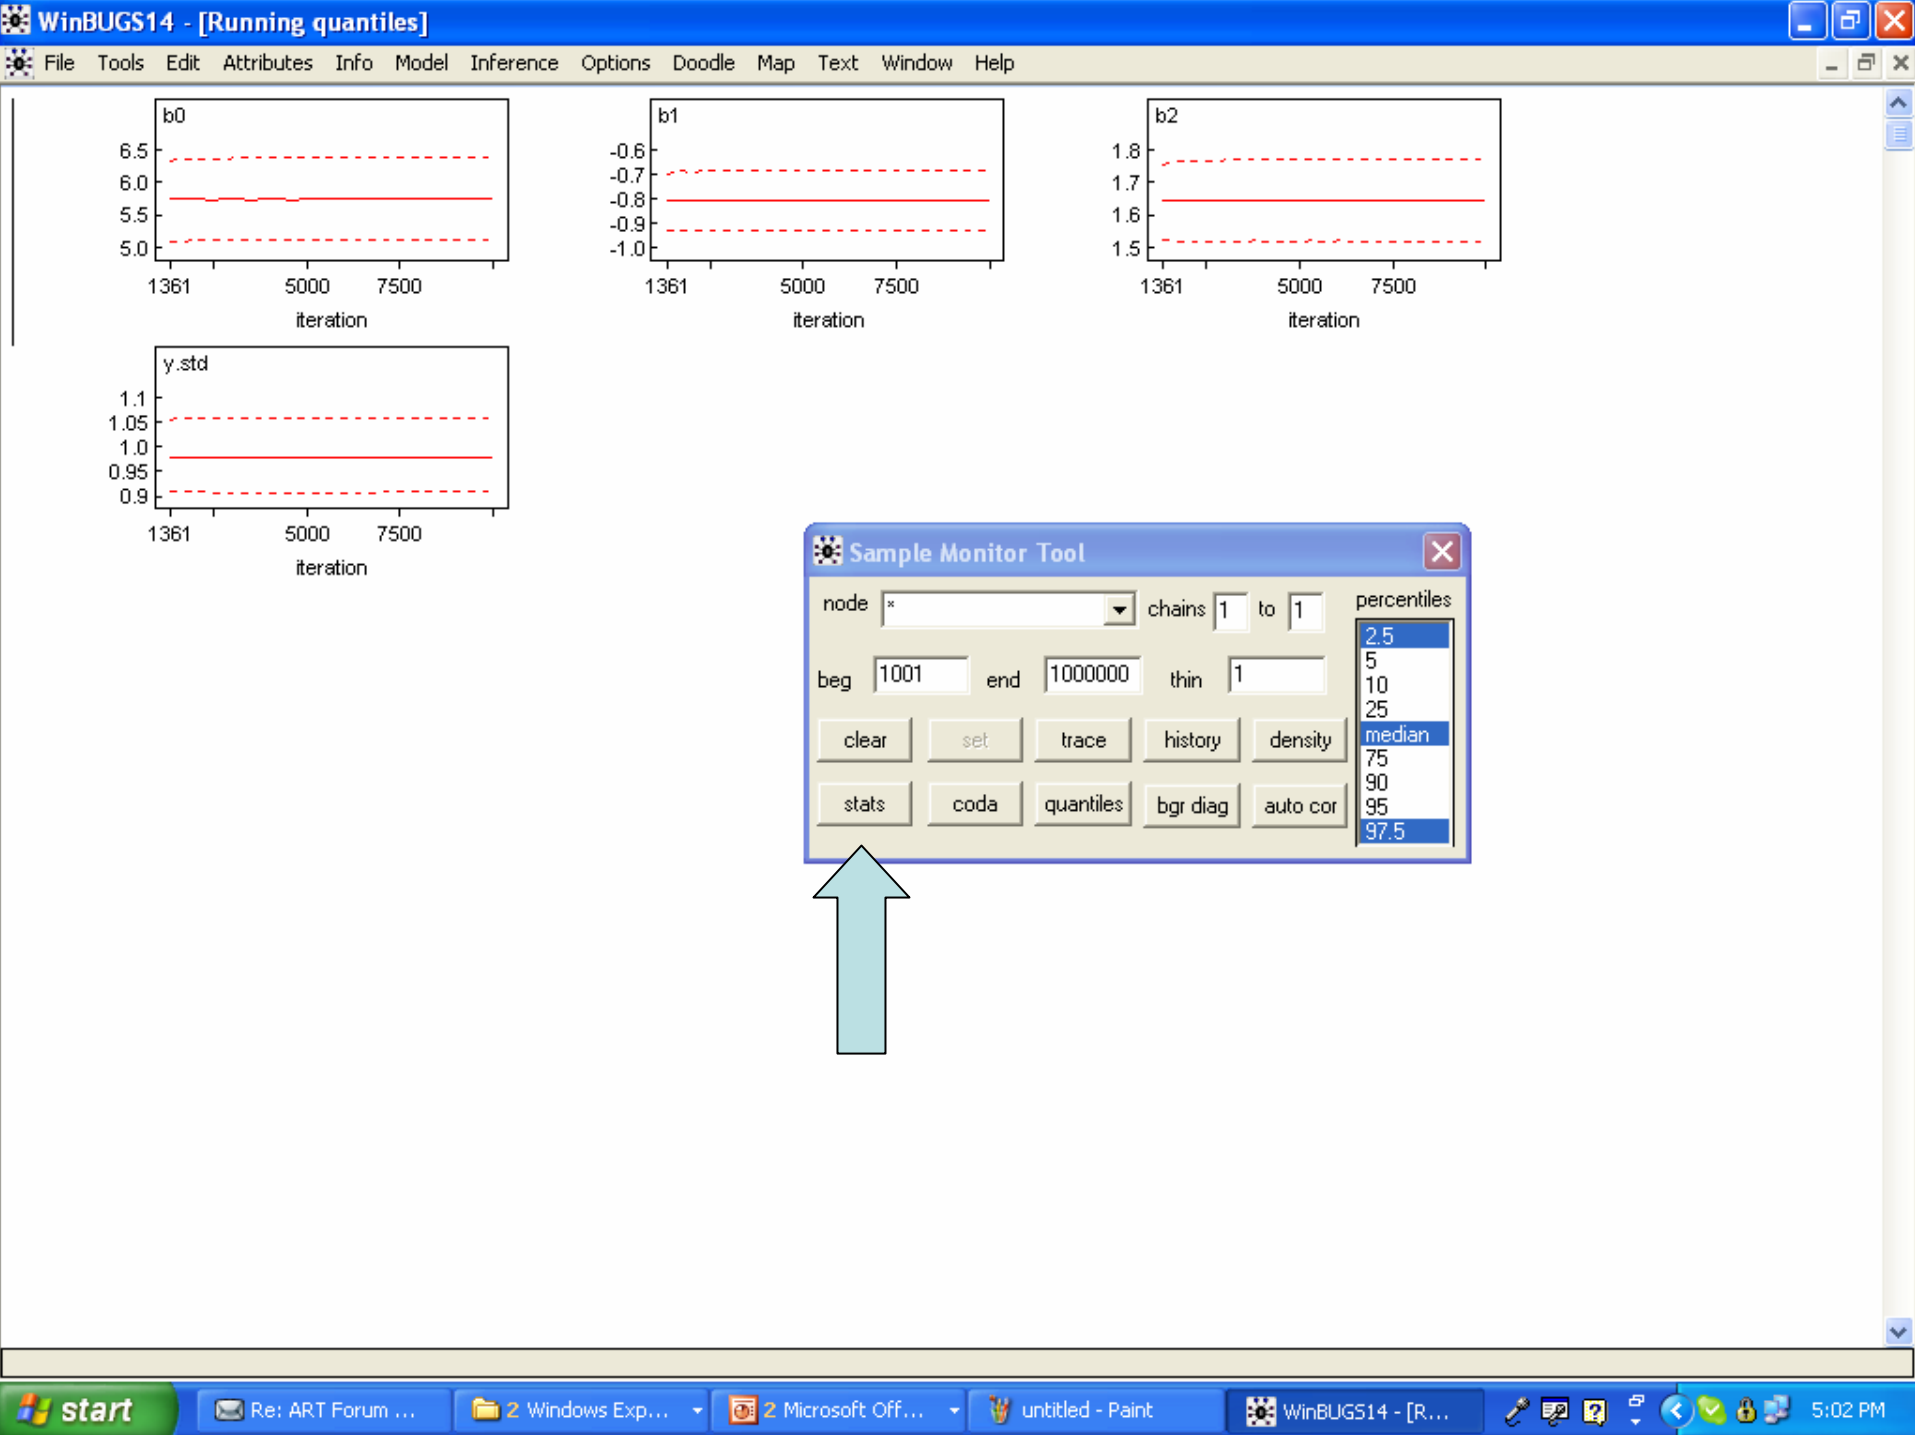 WinBUGS14 - [Running quantiles]
File Tools Edit Attributes Info Model Inference Options Doodle Map Text Window Help
b0
6.5
6.0
5.5
5.0
1361 5000 7500
iteration
b1
-0.6
-0.7
-0.8
-0.9
-1.0
1361 5000 7500
iteration
b2
1.8
1.7
1.6
1.5
1361 5000 7500
iteration
y.std
1.1
1.05
1.0
0.95
0.9
1361 5000 7500
iteration
Sample Monitor Tool
node * chains 1 to 1
beg 1001 end 1000000 thin 1
clear set trace history density
stats coda quantiles bgr diag auto cor
percentiles
2.5
5
10
25
median
75
90
95
97.5
start Re: ART Forum ... 2 Windows Exp... 2 Microsoft Off... untitled - Paint WinBUGS14 - [R... 5:02 PM